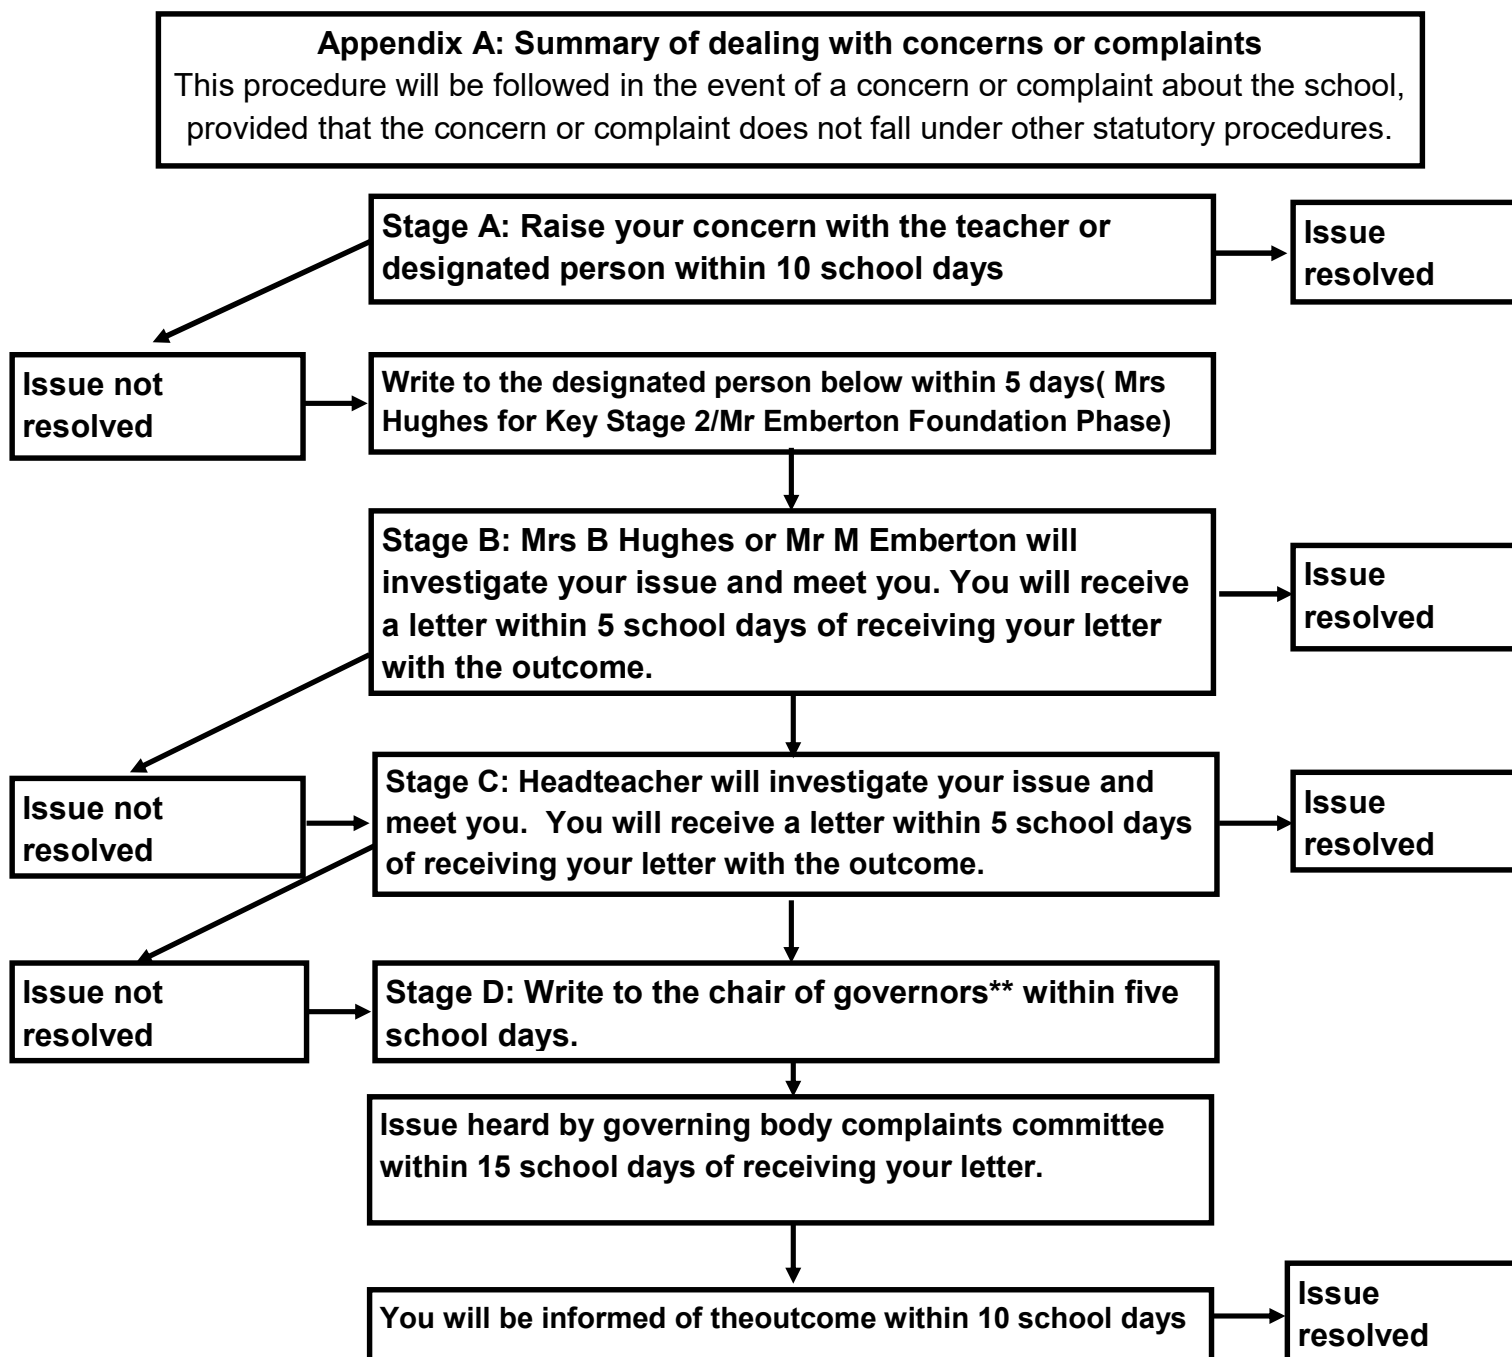 Appendix A: Summary of dealing with concerns or complaints
This procedure will be followed in the event of a concern or complaint about the school,
provided that the concern or complaint does not fall under other statutory procedures.
Stage A: Raise your concern with the teacher or
designated person within 10 school days
Issue
resolved
Issue not
resolved
Write to the designated person below within 5 days( Mrs
Hughes for Key Stage 2/Mr Emberton Foundation Phase)
Stage B: Mrs B Hughes or Mr M Emberton will
investigate your issue and meet you. You will receive
a letter within 5 school days of receiving your letter
with the outcome.
Issue
resolved
Issue not
resolved
Stage C: Headteacher will investigate your issue and
meet you.  You will receive a letter within 5 school days
of receiving your letter with the outcome.
Issue
resolved
Issue not
resolved
Stage D: Write to the chair of governors** within five
school days.
Issue heard by governing body complaints committee
within 15 school days of receiving your letter.
You will be informed of theoutcome within 10 school days
Issue
resolved